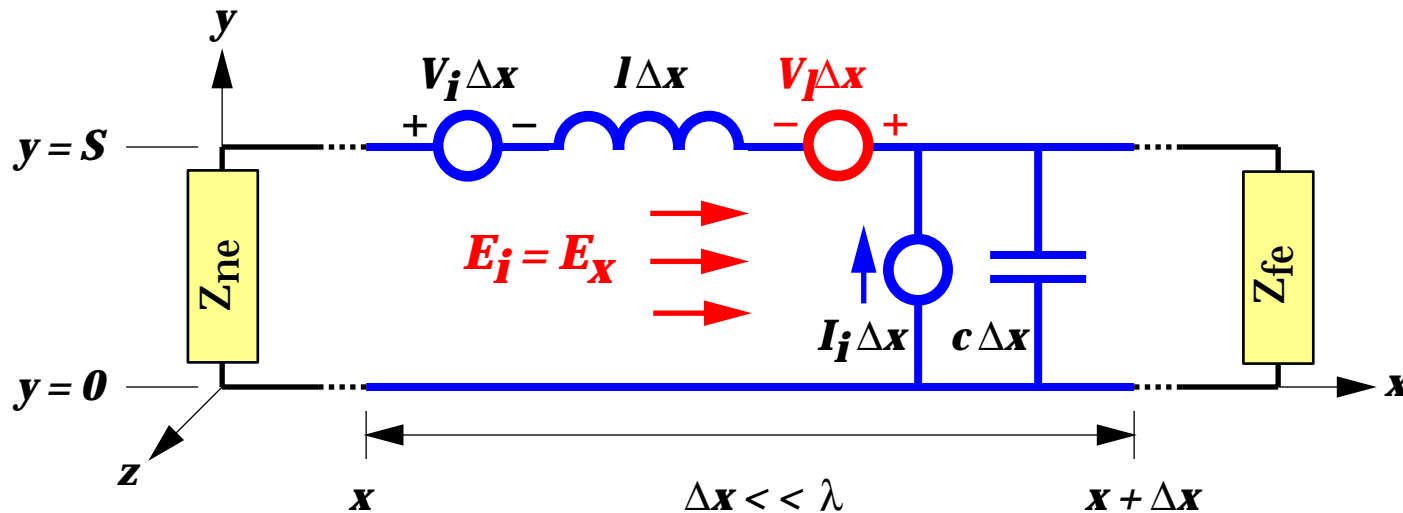 y
V_i Δx l Δx V_l Δx
+ − − +
y = S
E_i = E_x
Z_ne
Z_fe
I_i Δx c Δx
y = 0
x
z
x Δx << λ x + Δx